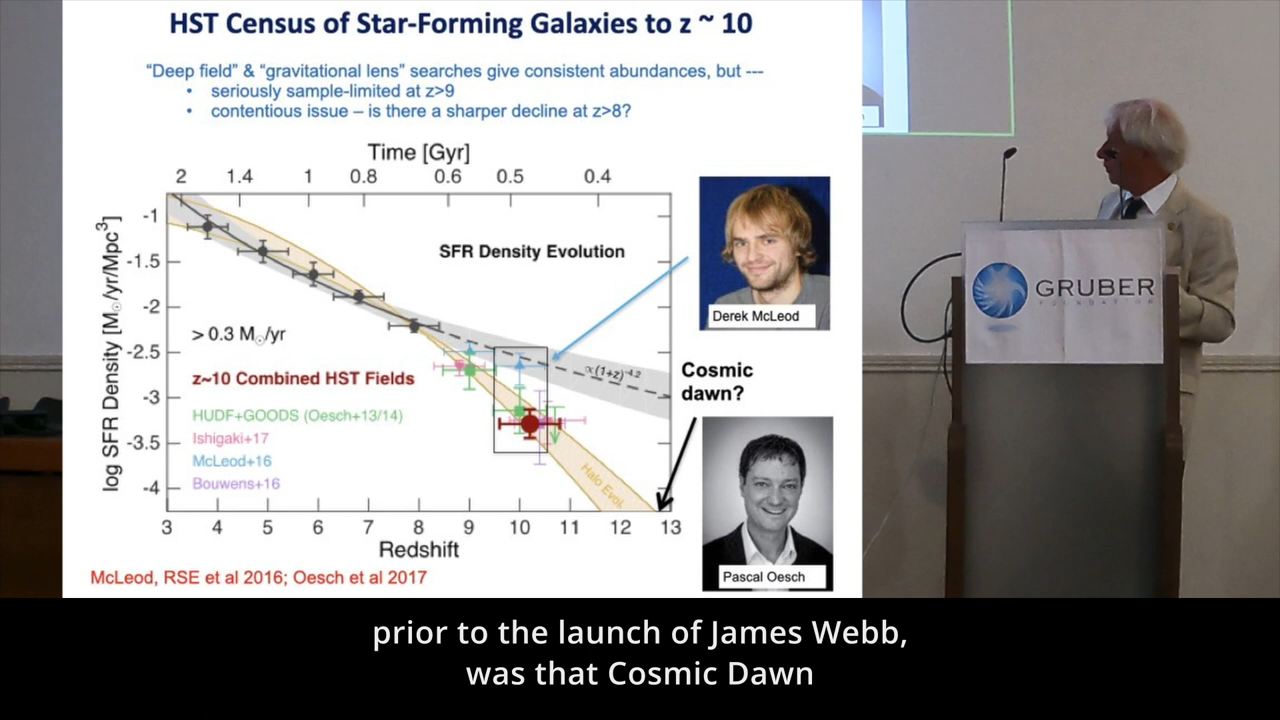 HST Census of Star-Forming Galaxies to z ~ 10
“Deep field” & “gravitational lens” searches give consistent abundances, but ---
• seriously sample-limited at z>9
• contentious issue – is there a sharper decline at z>8?
Time [Gyr]
2 1.4 1 0.8 0.6 0.5 0.4
log SFR Density [M☉/yr/Mpc³]
-1
-1.5
-2
-2.5
-3
-3.5
-4
SFR Density Evolution
> 0.3 M☉/yr
z~10 Combined HST Fields
HUDF+GOODS (Oesch+13/14)
Ishigaki+17
McLeod+16
Bouwens+16
∝(1+z)^-4.2
Halo Evol.
3 4 5 6 7 8 9 10 11 12 13
Redshift
Derek McLeod
Cosmic
dawn?
Pascal Oesch
McLeod, RSE et al 2016; Oesch et al 2017
GRUBER
FOUNDATION
prior to the launch of James Webb,
was that Cosmic Dawn